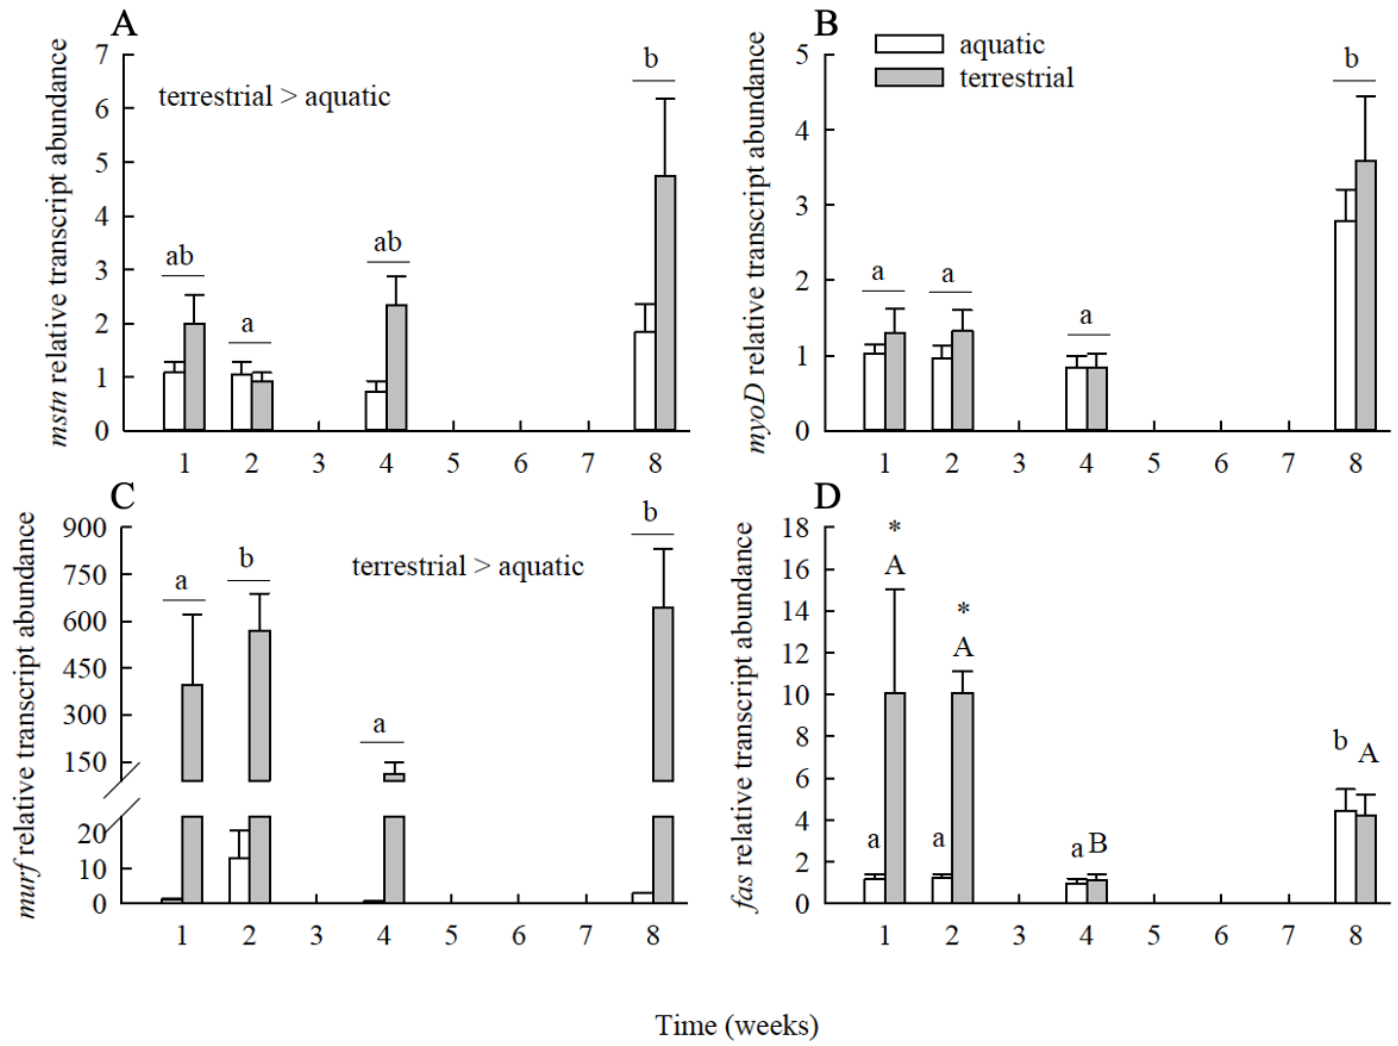 A
mstn relative transcript abundance
7
6
5
4
3
2
1
0
terrestrial > aquatic
ab
a
ab
b
1 2 3 4 5 6 7 8
B
myoD relative transcript abundance
5
4
3
2
1
0
aquatic
terrestrial
a
a
a
b
1 2 3 4 5 6 7 8
C
murf relative transcript abundance
900
750
600
450
300
150
20
10
0
terrestrial > aquatic
a
b
a
b
1 2 3 4 5 6 7 8
D
fas relative transcript abundance
18
16
14
12
10
8
6
4
2
0
*
A
*
A
a
a
a B
b A
1 2 3 4 5 6 7 8
Time (weeks)